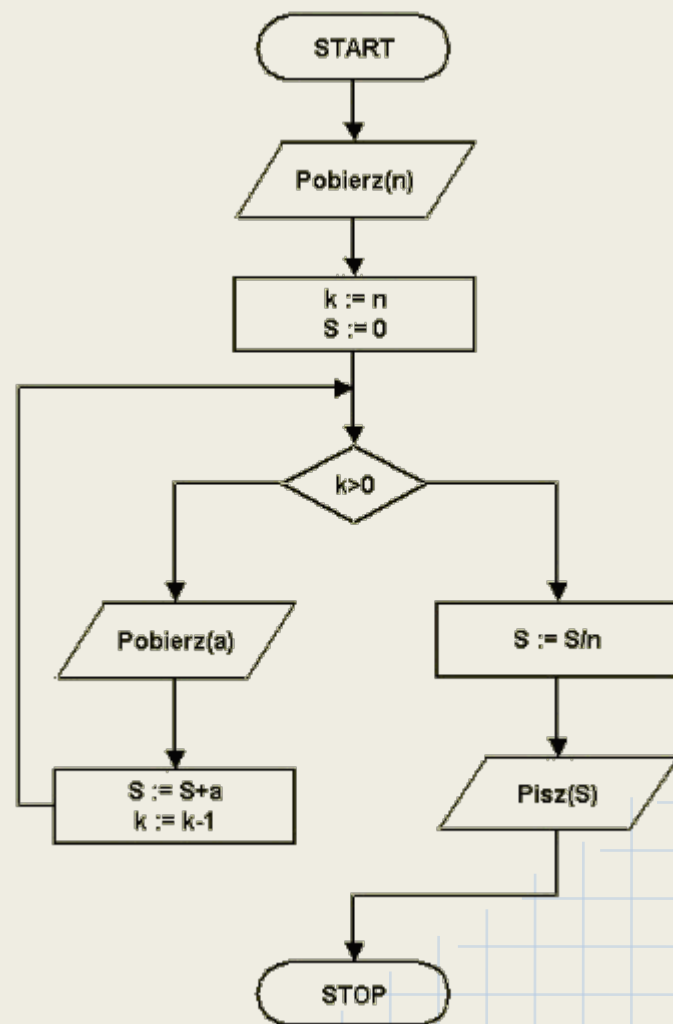 START
Pobierz(n)
k := n
S := 0
k>0
Pobierz(a)
S := S/n
S := S+a
k := k-1
Pisz(S)
STOP